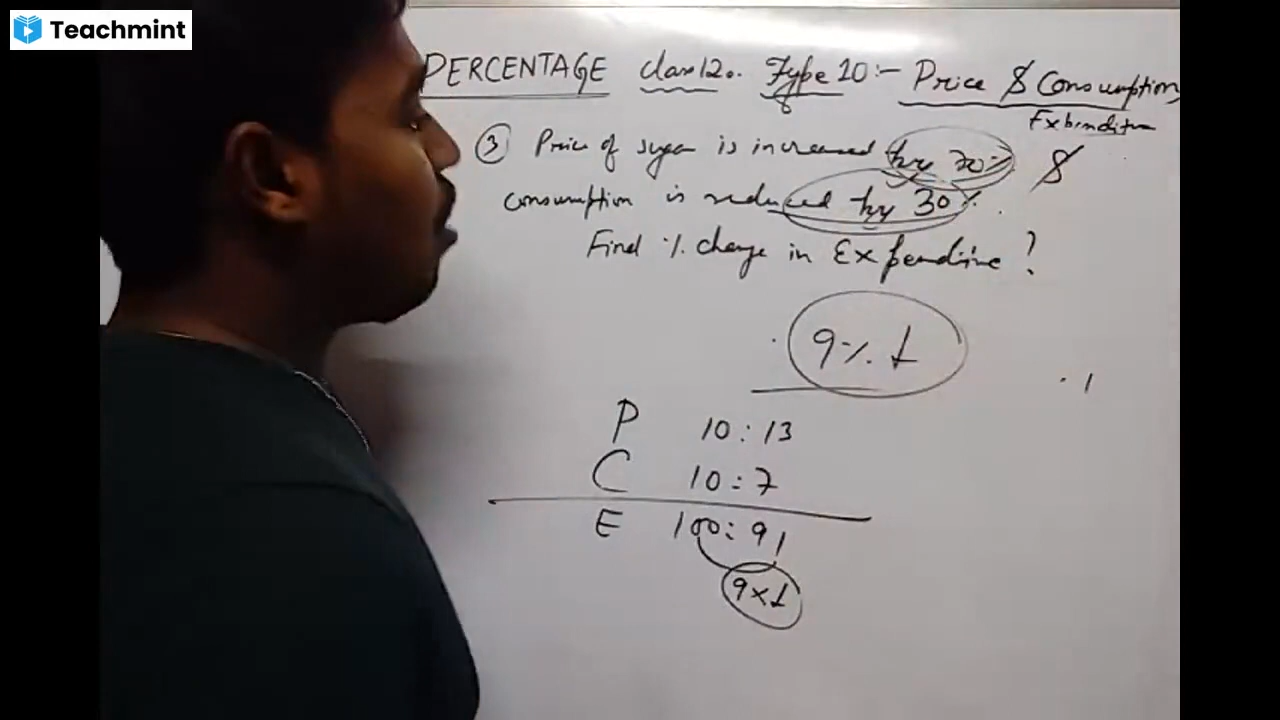 Teachmint
PERCENTAGE Class 12. Type 10:- Price & Consumption
Expenditure
③ Price of sugar is increased by 30% &
consumption is reduced by 30%.
Find % change in Expenditure?
9% ↓
P 10:13
C 10:7
E 100:91
9% ↓